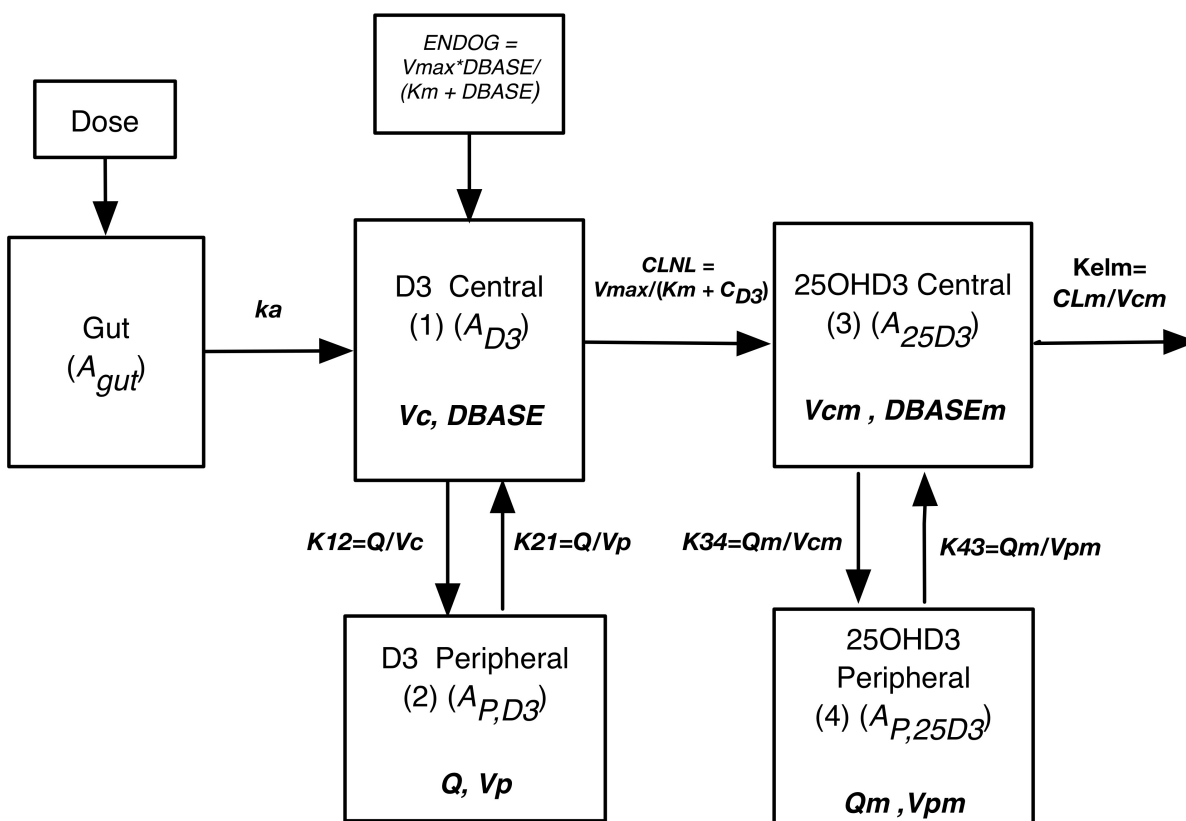 ENDOG =
Vmax*DBASE/
(Km + DBASE)
Dose
Gut
(Agut)
ka
D3 Central
(1) (AD3)
Vc, DBASE
CLNL =
Vmax/(Km + CD3)
25OHD3 Central
(3) (A25D3)
Vcm , DBASEm
Kelm=
CLm/Vcm
K12=Q/Vc
K21=Q/Vp
K34=Qm/Vcm
K43=Qm/Vpm
D3 Peripheral
(2) (AP,D3)
Q, Vp
25OHD3
Peripheral
(4) (AP,25D3)
Qm ,Vpm